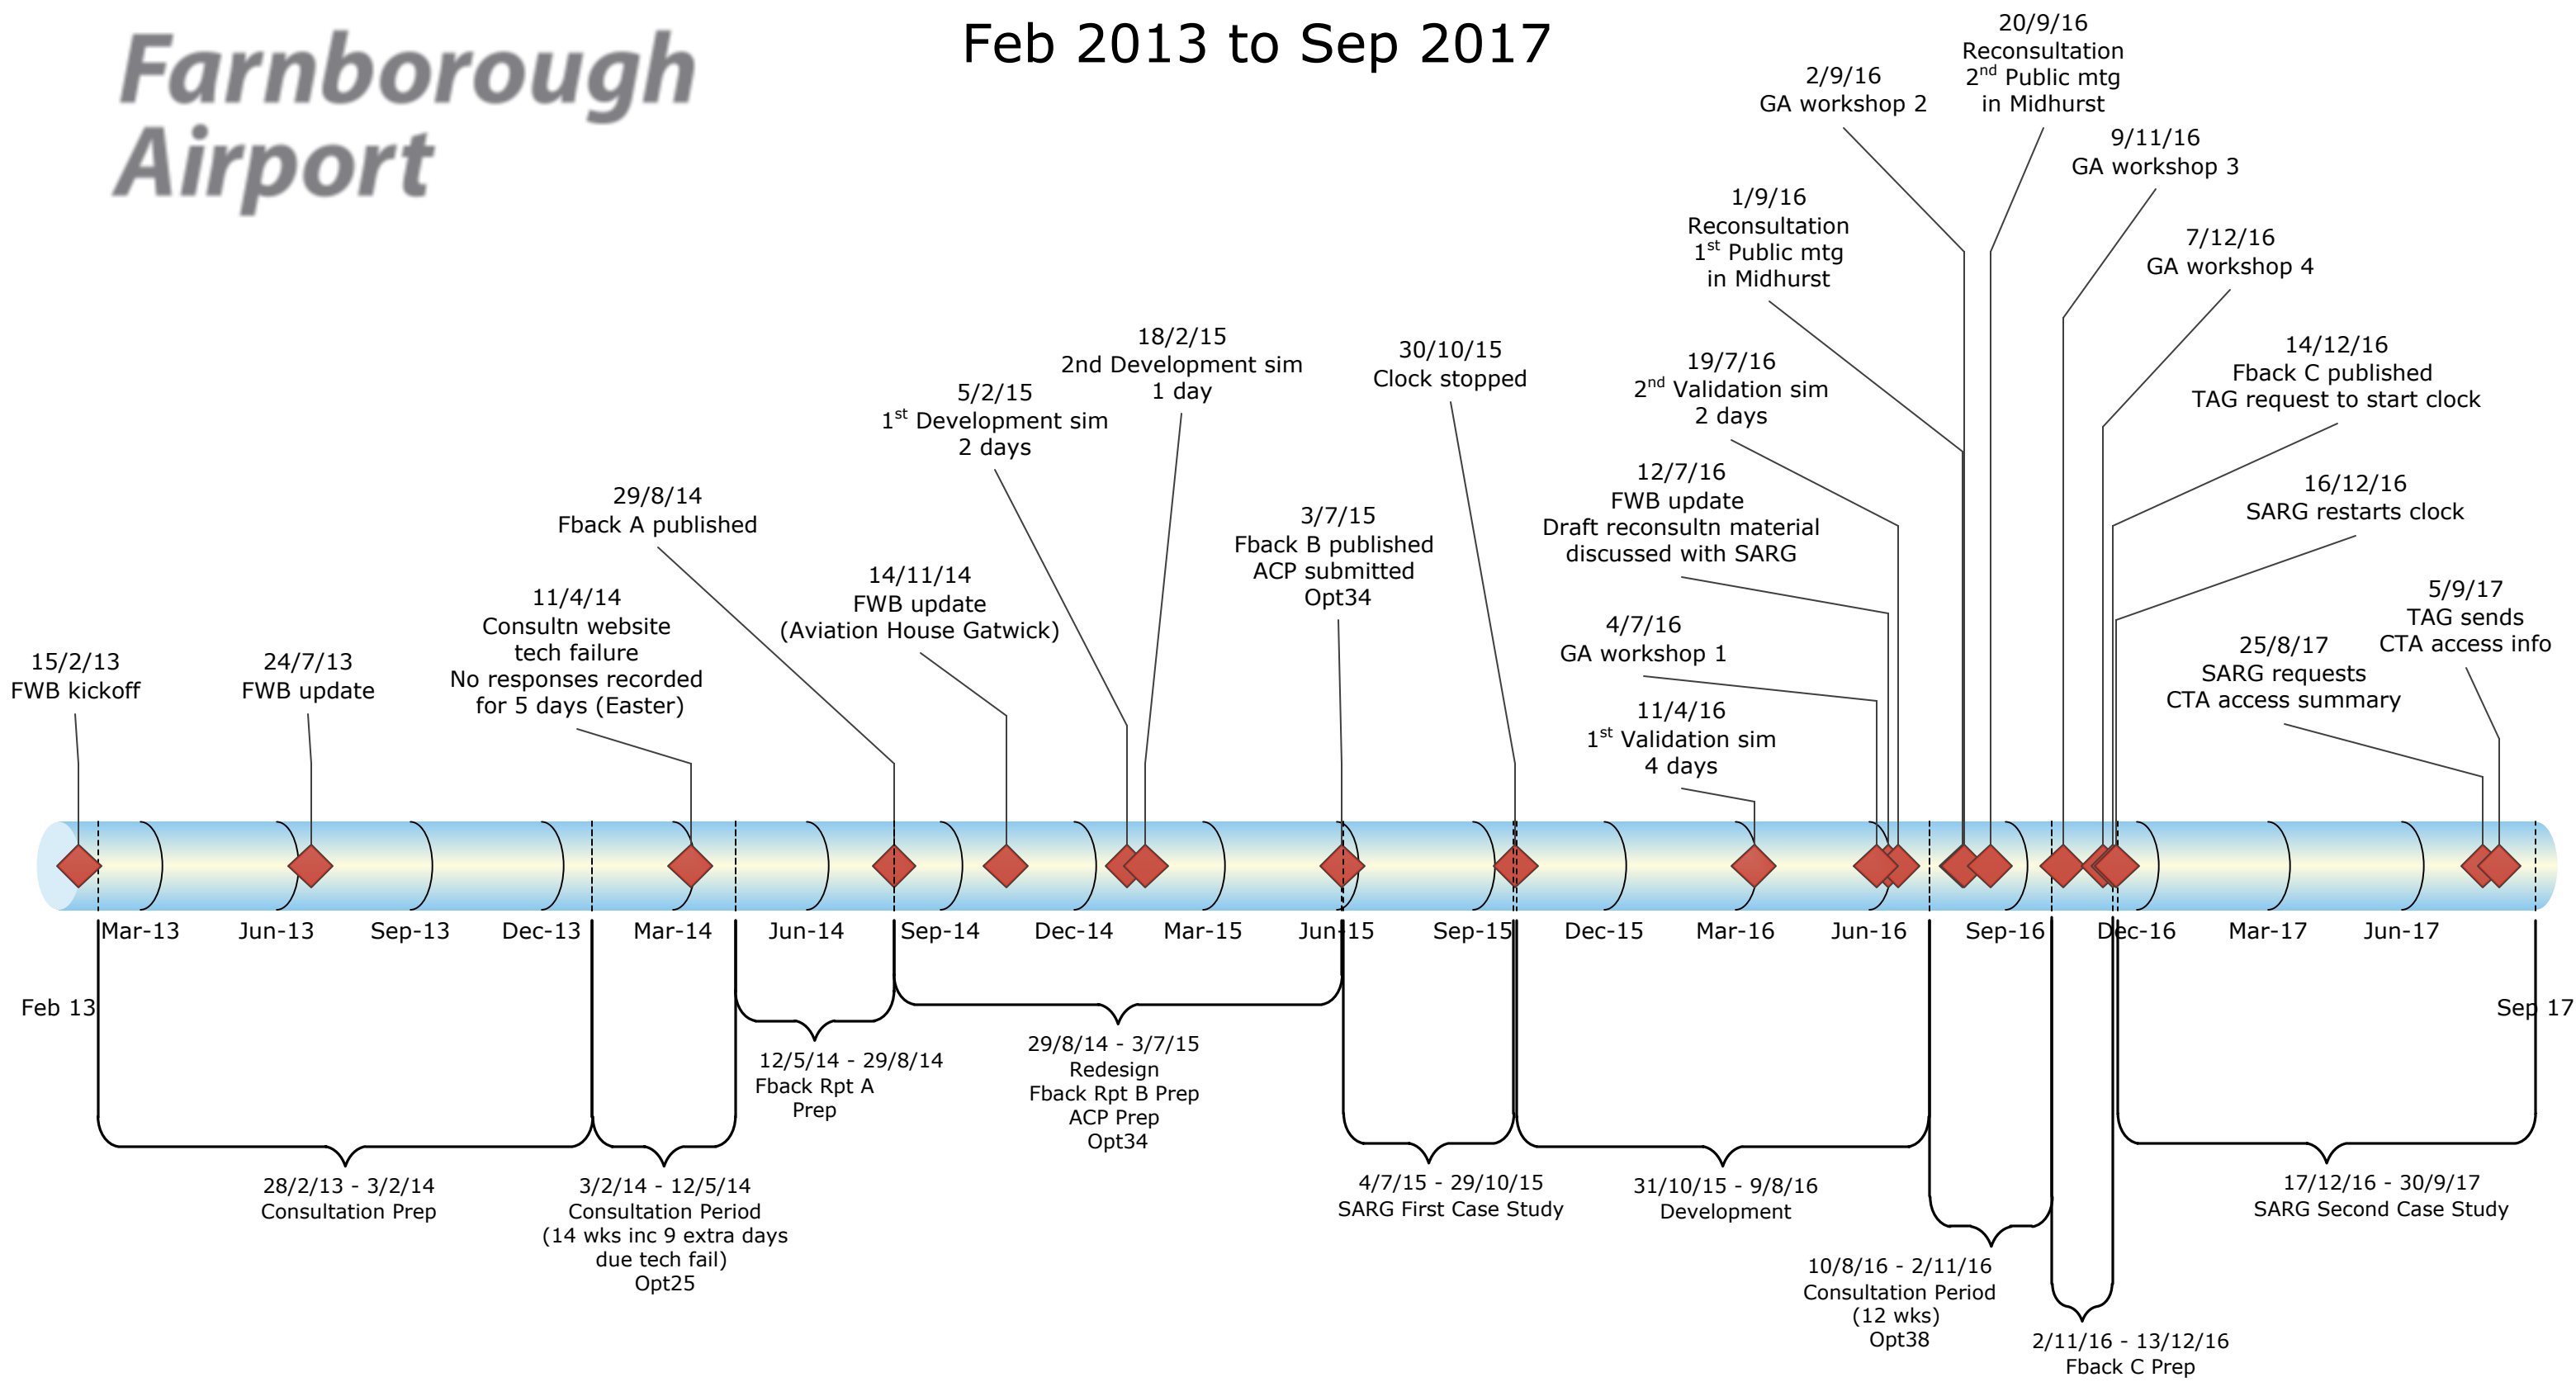 Farnborough
Airport
Feb 2013 to Sep 2017
15/2/13
FWB kickoff
24/7/13
FWB update
11/4/14
Consultn website
tech failure
No responses recorded
for 5 days (Easter)
29/8/14
Fback A published
14/11/14
FWB update
(Aviation House Gatwick)
5/2/15
1st Development sim
2 days
18/2/15
2nd Development sim
1 day
3/7/15
Fback B published
ACP submitted
Opt34
30/10/15
Clock stopped
11/4/16
1st Validation sim
4 days
4/7/16
GA workshop 1
12/7/16
FWB update
Draft reconsultn material
discussed with SARG
19/7/16
2nd Validation sim
2 days
1/9/16
Reconsultation
1st Public mtg
in Midhurst
2/9/16
GA workshop 2
20/9/16
Reconsultation
2nd Public mtg
in Midhurst
9/11/16
GA workshop 3
7/12/16
GA workshop 4
14/12/16
Fback C published
TAG request to start clock
16/12/16
SARG restarts clock
25/8/17
SARG requests
CTA access summary
5/9/17
TAG sends
CTA access info
Mar-13 Jun-13 Sep-13 Dec-13 Mar-14 Jun-14 Sep-14 Dec-14 Mar-15 Jun-15 Sep-15 Dec-15 Mar-16 Jun-16 Sep-16 Dec-16 Mar-17 Jun-17
Feb 13
Sep 17
28/2/13 - 3/2/14
Consultation Prep
3/2/14 - 12/5/14
Consultation Period
(14 wks inc 9 extra days
due tech fail)
Opt25
12/5/14 - 29/8/14
Fback Rpt A
Prep
29/8/14 - 3/7/15
Redesign
Fback Rpt B Prep
ACP Prep
Opt34
4/7/15 - 29/10/15
SARG First Case Study
31/10/15 - 9/8/16
Development
10/8/16 - 2/11/16
Consultation Period
(12 wks)
Opt38
2/11/16 - 13/12/16
Fback C Prep
17/12/16 - 30/9/17
SARG Second Case Study